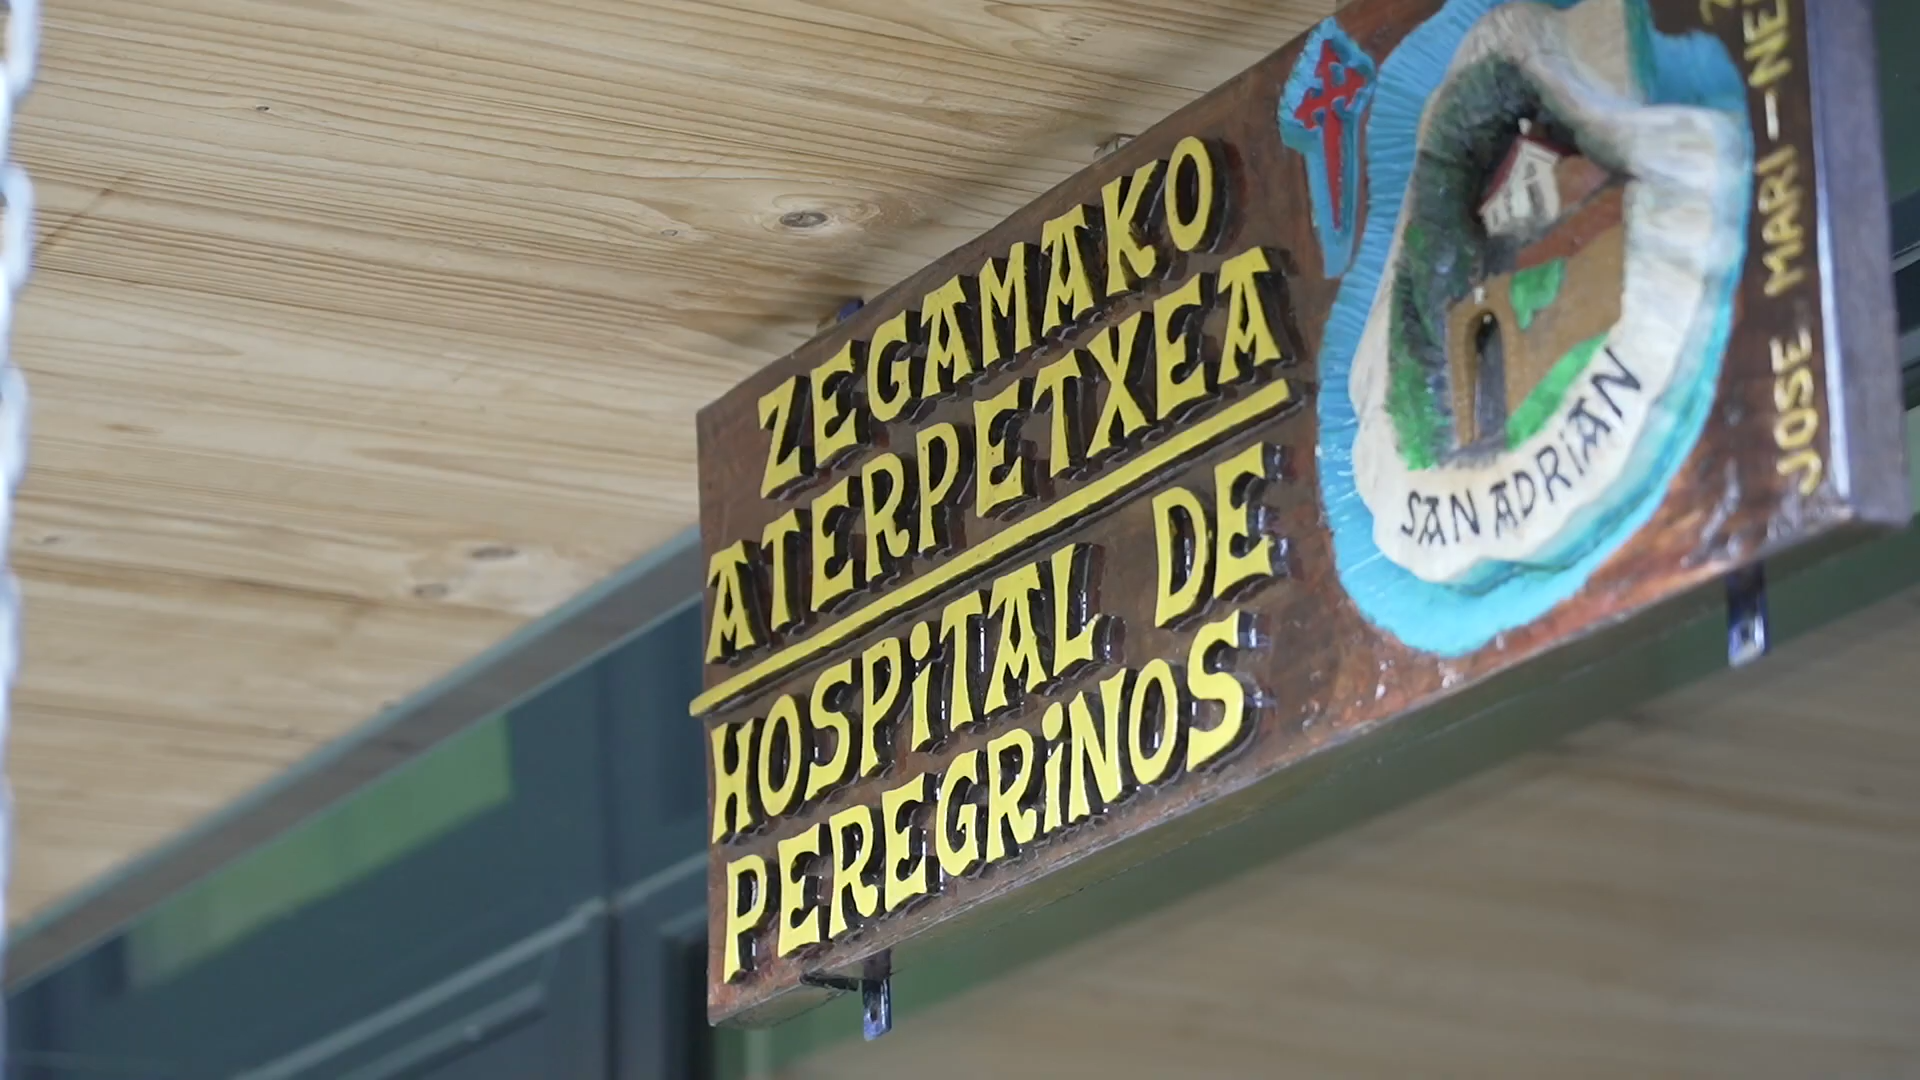 ZEGAMAKO
ATERPETXEA
HOSPiTAL DE
PEREGRiNOS
SAN ADRiAN
JOSE MARI-